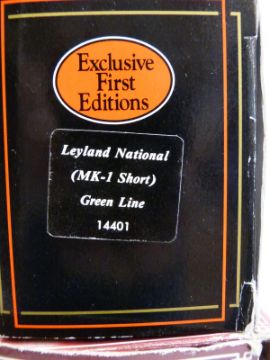 Exclusive
First
Editions
Leyland National
(MK-1 Short)
Green Line
14401